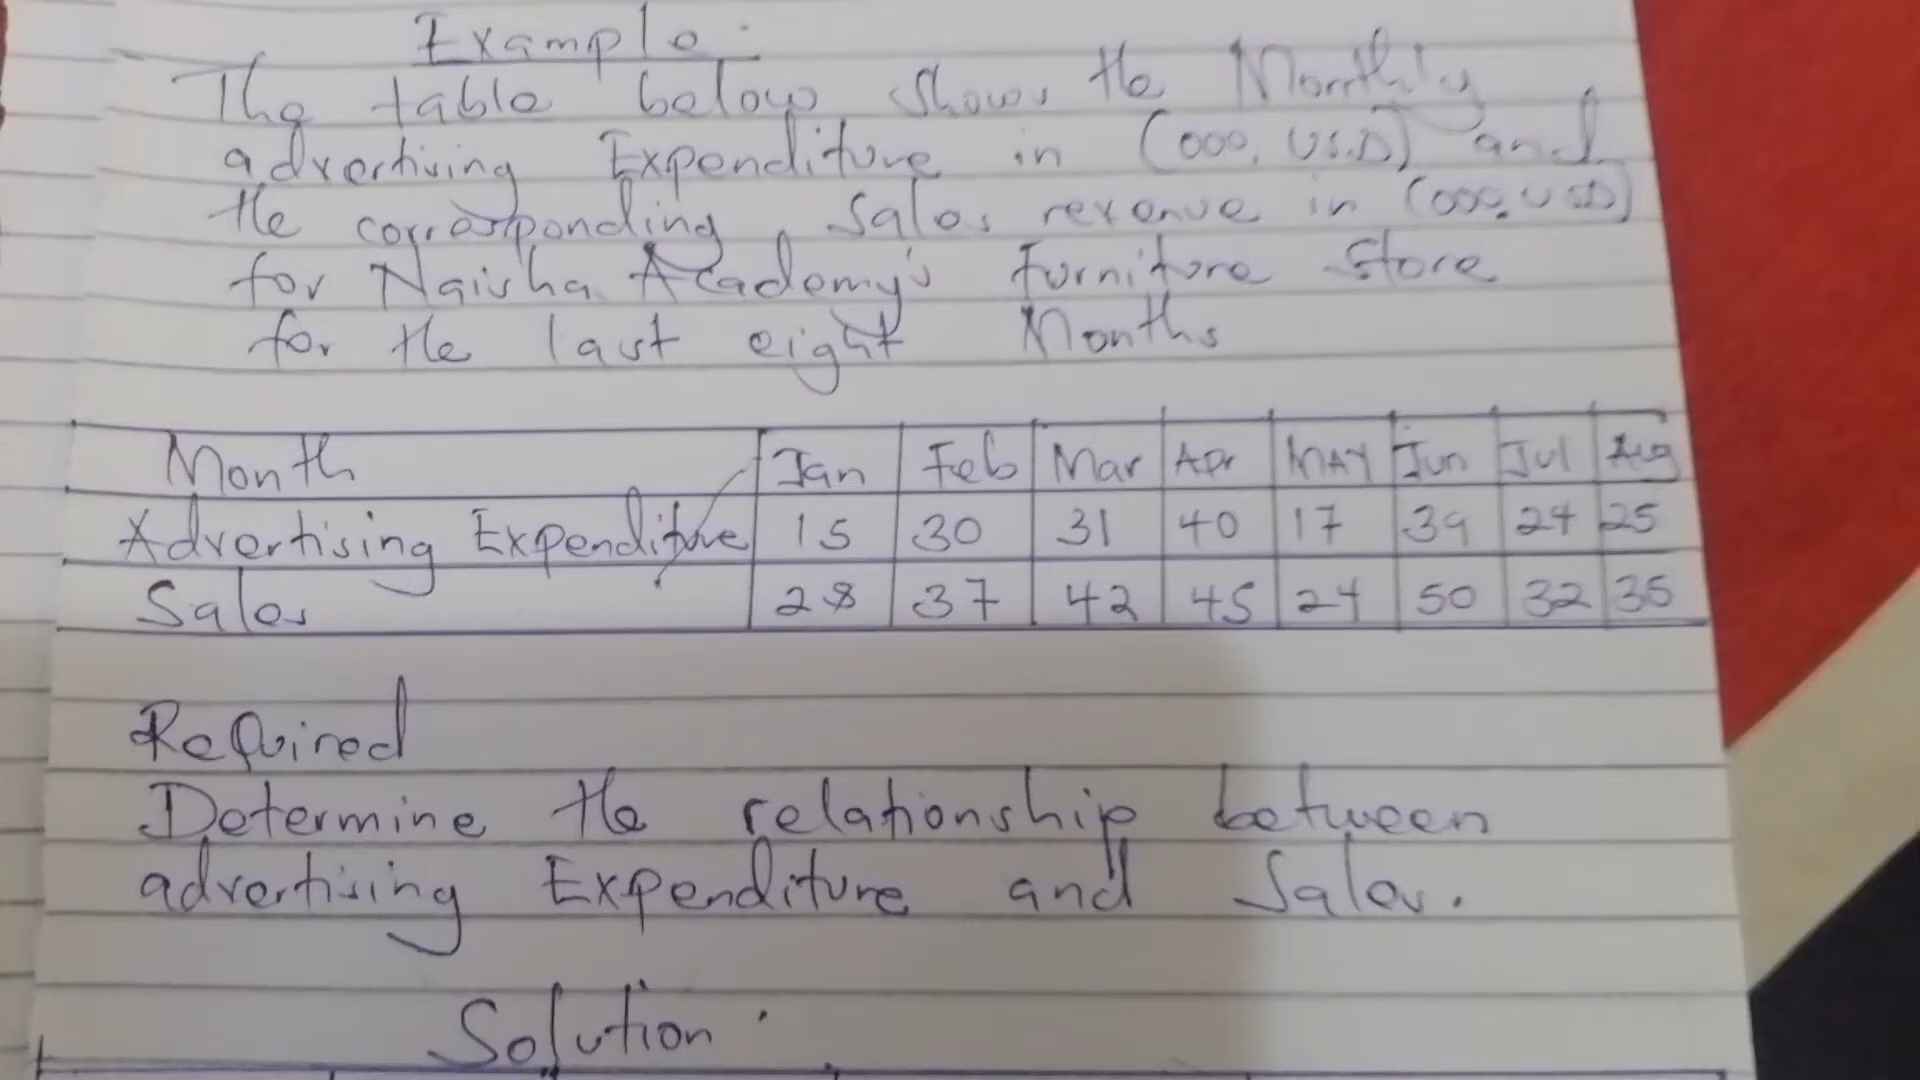 Example:
The table below shows the Monthly
advertising Expenditure in (000, USD) and
the corresponding sales revenue in (000, USD)
for Naisha Academy's Furniture Store
for the last eight Months
Month Jan Feb Mar Apr MAY Jun Jul Aug
Advertising Expenditure 15 30 31 40 17 39 24 25
Sales 28 37 42 45 24 50 32 35
Required
Determine the relationship between
advertising Expenditure and Sales.
Solution: